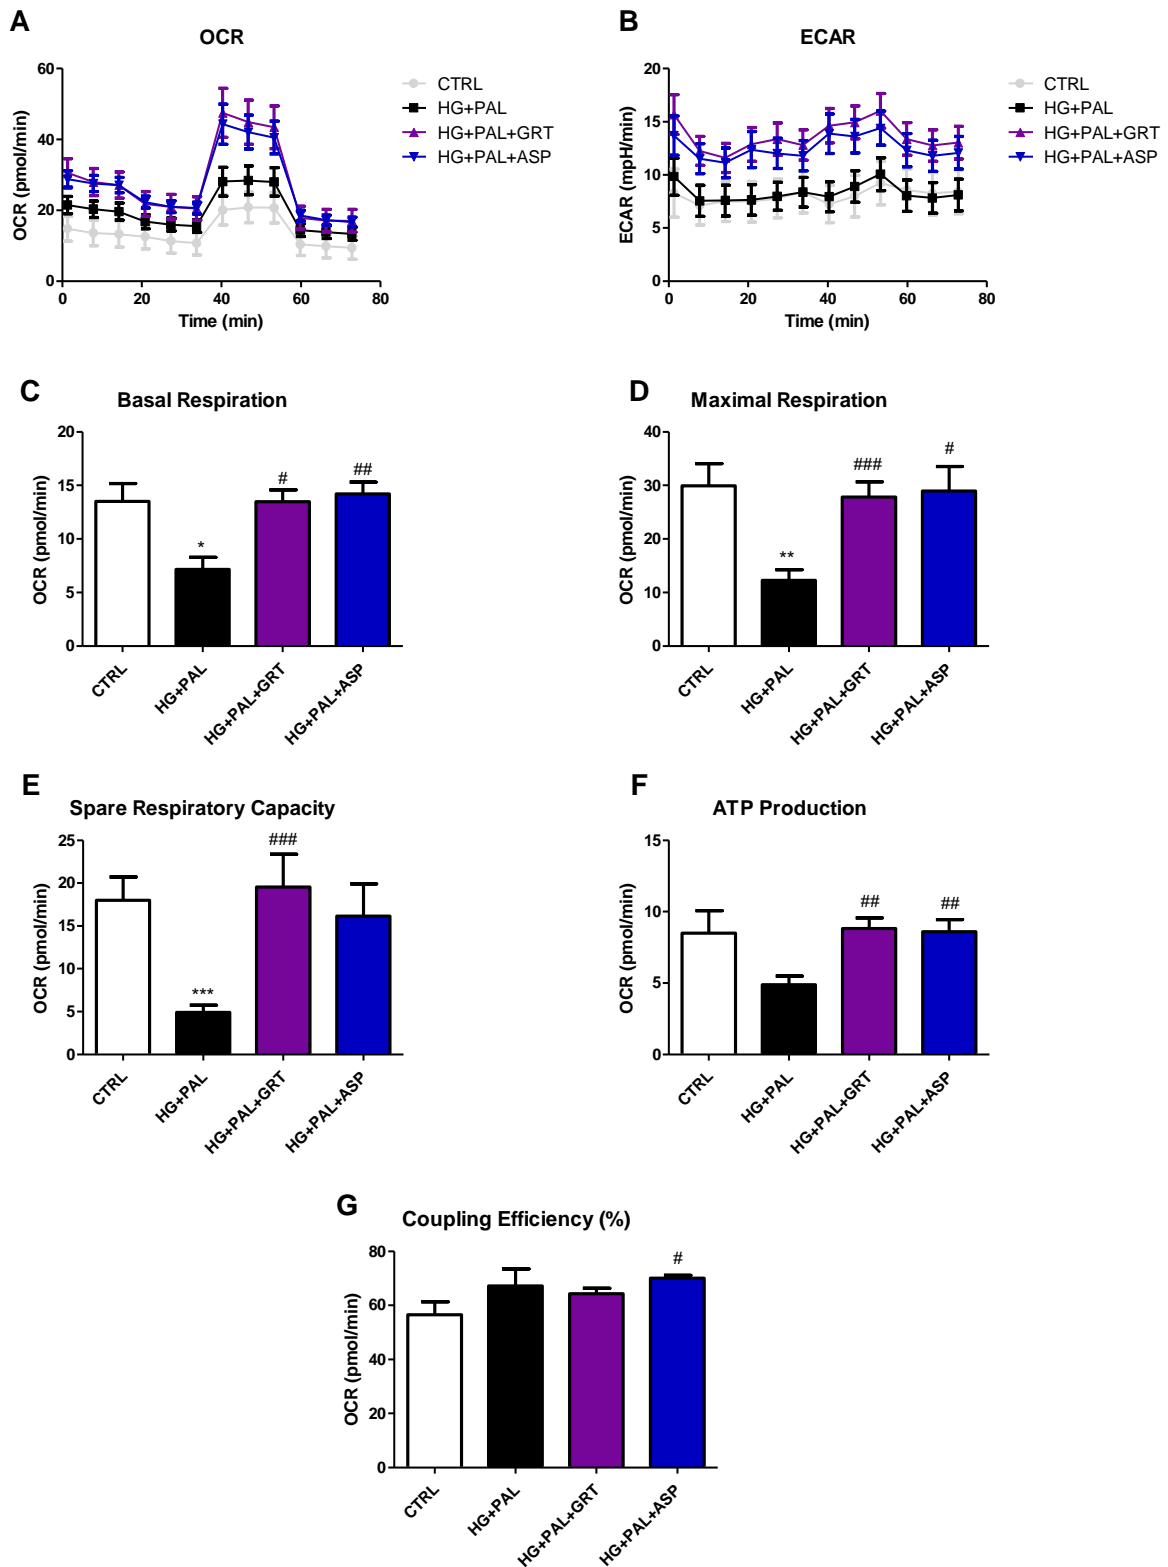 A
OCR
60
40
20
0
0
20
40
60
80
OCR (pmol/min)
Time (min)
CTRL
HG+PAL
HG+PAL+GRT
HG+PAL+ASP
B
ECAR
20
15
10
5
0
0
20
40
60
80
ECAR (mpH/min)
Time (min)
CTRL
HG+PAL
HG+PAL+GRT
HG+PAL+ASP
C
Basal Respiration
20
15
10
5
0
OCR (pmol/min)
*
#
##
CTRL
HG+PAL
HG+PAL+GRT
HG+PAL+ASP
D
Maximal Respiration
40
30
20
10
0
OCR (pmol/min)
**
###
#
CTRL
HG+PAL
HG+PAL+GRT
HG+PAL+ASP
E
Spare Respiratory Capacity
25
20
15
10
5
0
OCR (pmol/min)
***
###
CTRL
HG+PAL
HG+PAL+GRT
HG+PAL+ASP
F
ATP Production
15
10
5
0
OCR (pmol/min)
##
##
CTRL
HG+PAL
HG+PAL+GRT
HG+PAL+ASP
G
Coupling Efficiency (%)
80
60
40
20
0
OCR (pmol/min)
#
CTRL
HG+PAL
HG+PAL+GRT
HG+PAL+ASP